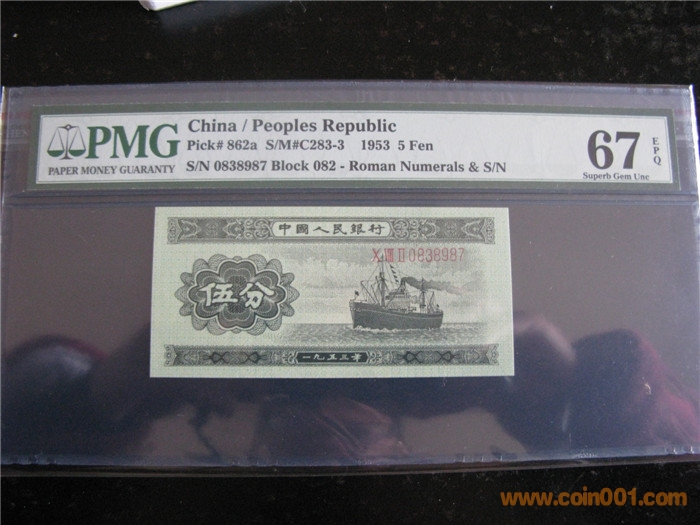 PMG
PAPER MONEY GUARANTY
China / Peoples Republic
Pick# 862a S/M#C283-3 1953 5 Fen
S/N 0838987 Block 082 - Roman Numerals & S/N
67 EPQ
Superb Gem Unc
中國人民銀行
X VIII II 0838987
伍分
一九五三年
www.coin001.com